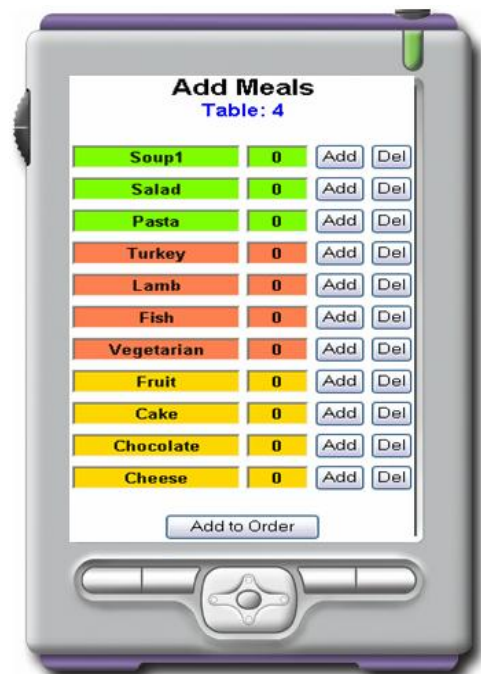 Add Meals
Table: 4
Soup1 0 Add Del
Salad 0 Add Del
Pasta 0 Add Del
Turkey 0 Add Del
Lamb 0 Add Del
Fish 0 Add Del
Vegetarian 0 Add Del
Fruit 0 Add Del
Cake 0 Add Del
Chocolate 0 Add Del
Cheese 0 Add Del
Add to Order